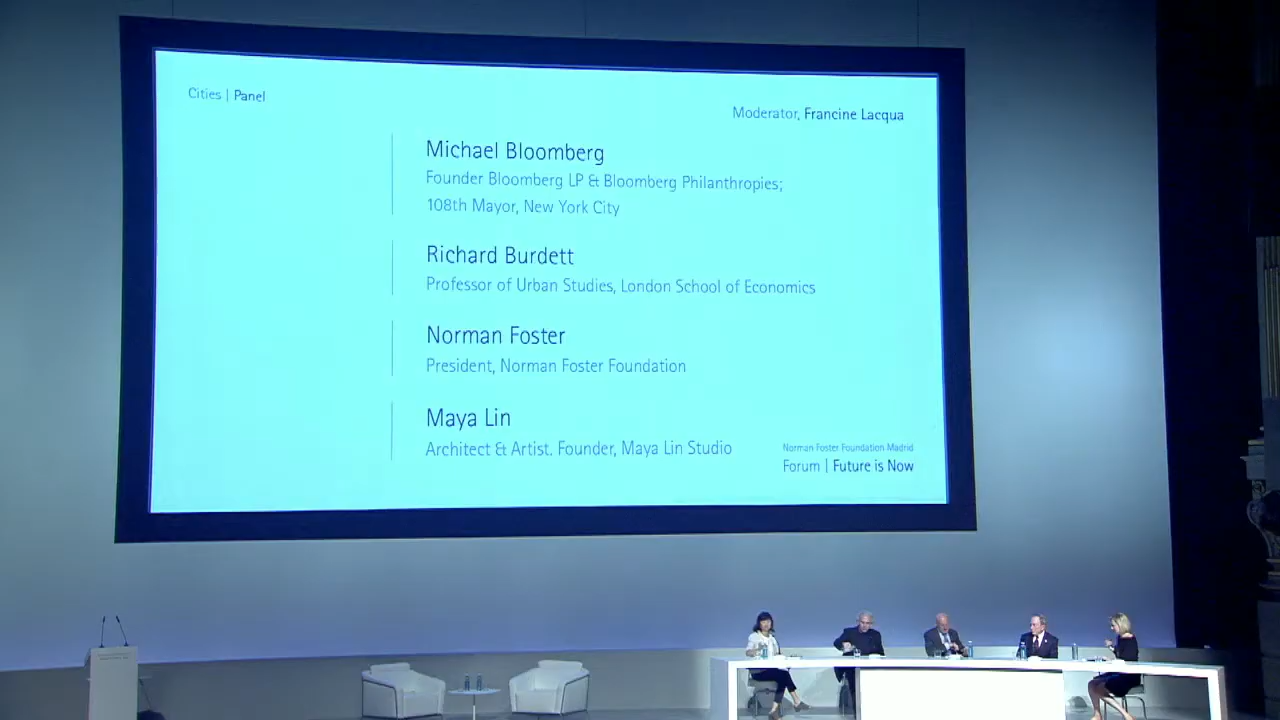 Cities | Panel
Moderator, Francine Lacqua
Michael Bloomberg
Founder Bloomberg LP & Bloomberg Philanthropies;
108th Mayor, New York City
Richard Burdett
Professor of Urban Studies, London School of Economics
Norman Foster
President, Norman Foster Foundation
Maya Lin
Architect & Artist. Founder, Maya Lin Studio
Norman Foster Foundation Madrid
Forum | Future is Now